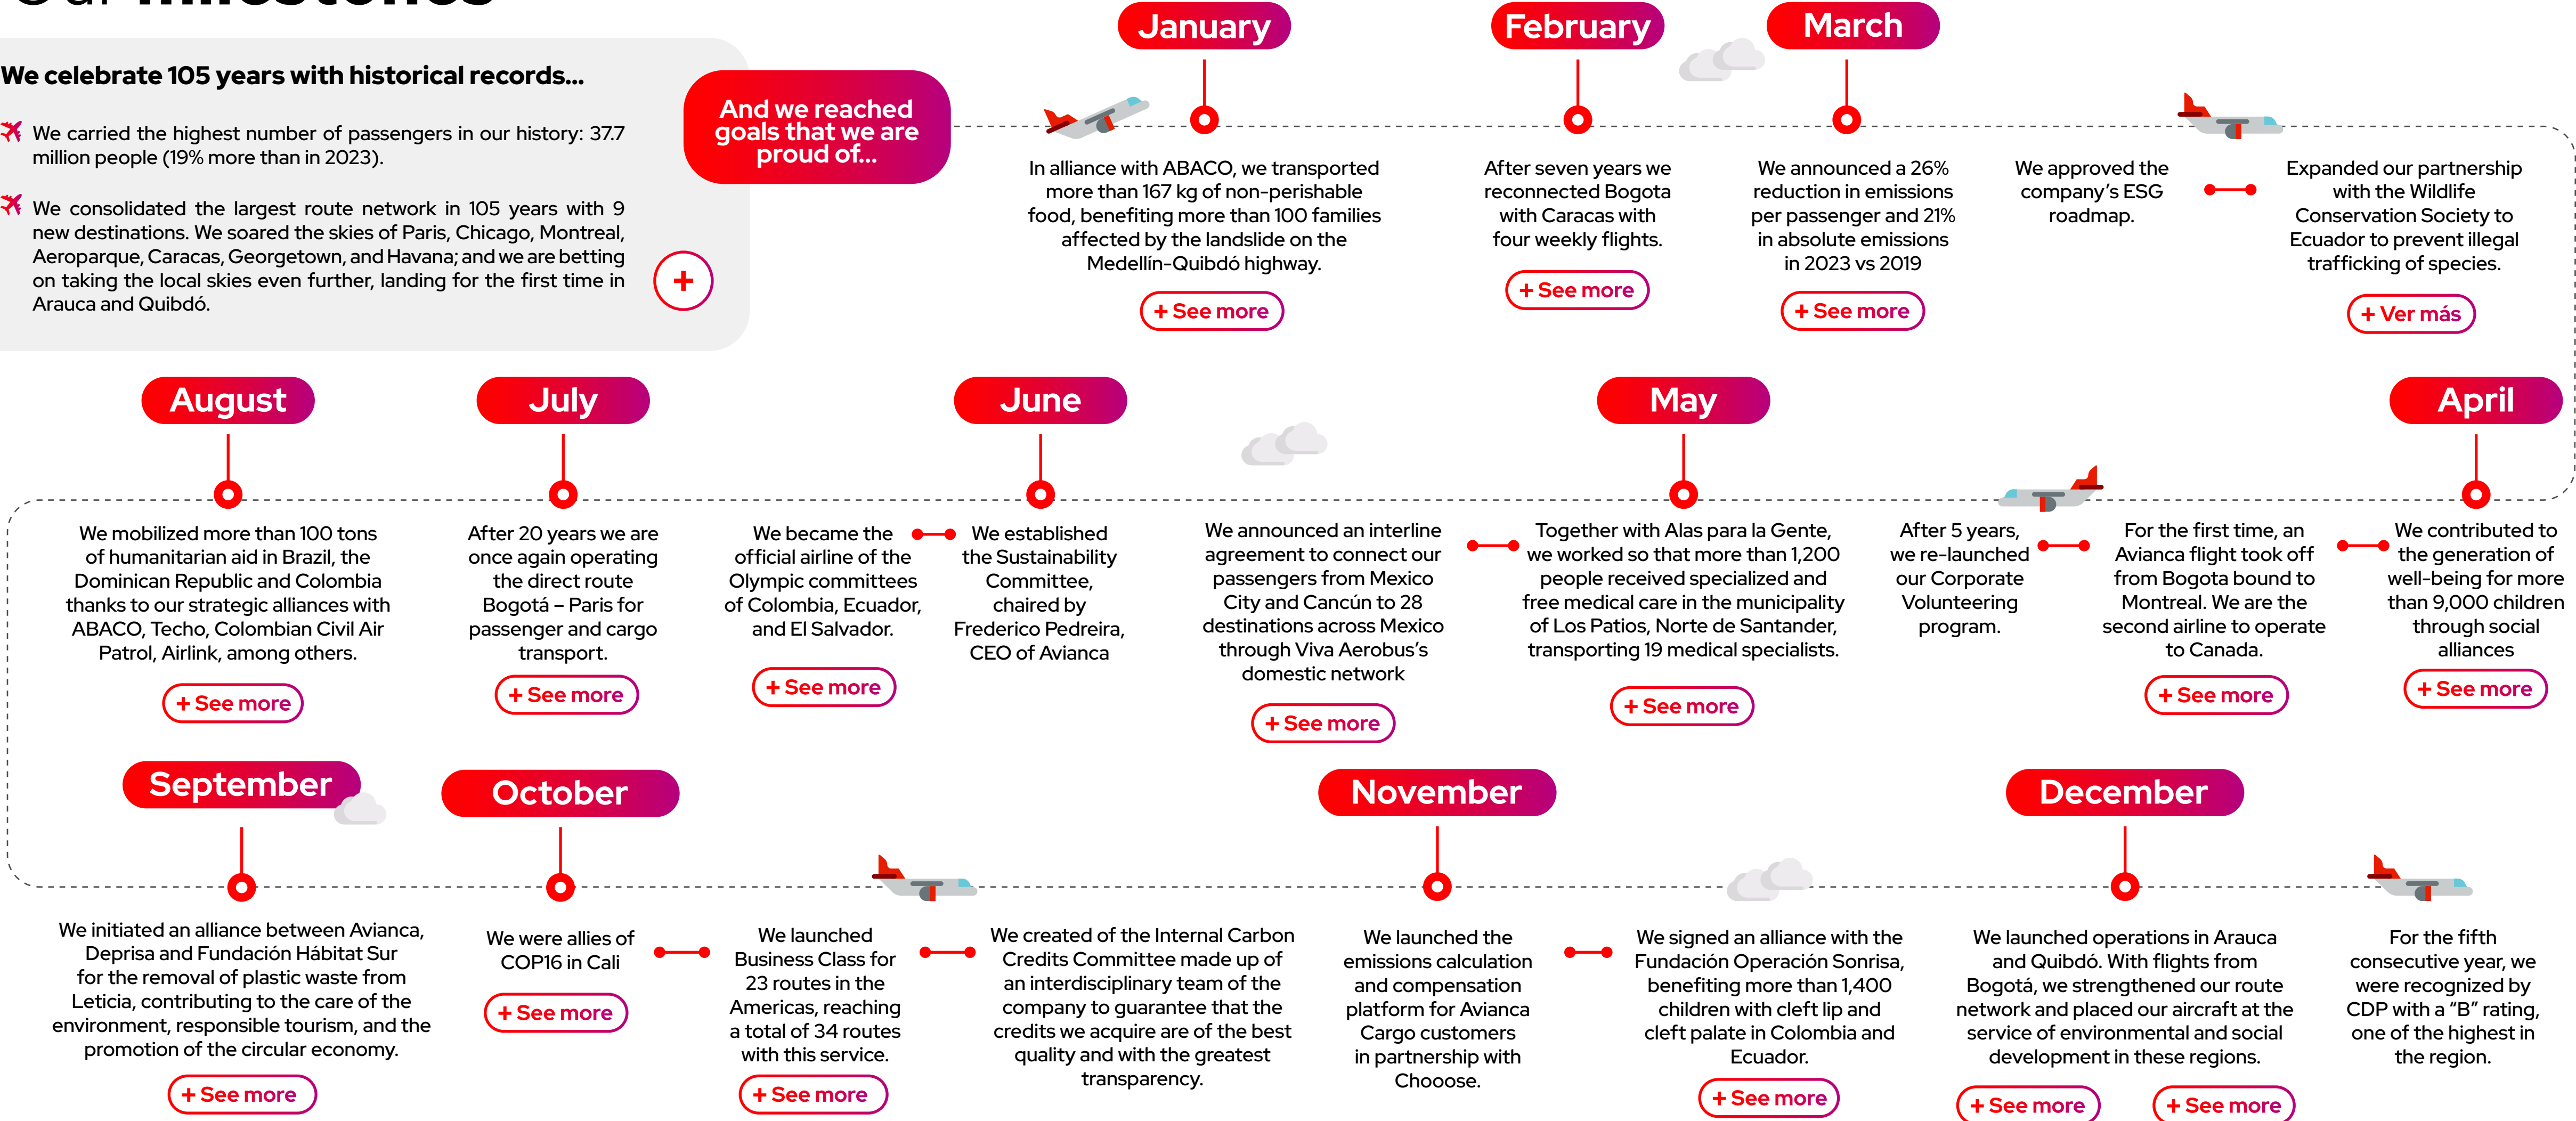 Our milestones
We celebrate 105 years with historical records...
We carried the highest number of passengers in our history: 37.7
million people (19% more than in 2023).
We consolidated the largest route network in 105 years with 9
new destinations. We soared the skies of Paris, Chicago, Montreal,
Aeroparque, Caracas, Georgetown, and Havana; and we are betting
on taking the local skies even further, landing for the first time in
Arauca and Quibdó.
+
And we reached
goals that we are
proud of...
January
In alliance with ABACO, we transported
more than 167 kg of non-perishable
food, benefiting more than 100 families
affected by the landslide on the
Medellín-Quibdó highway.
+ See more
February
After seven years we
reconnected Bogota
with Caracas with
four weekly flights.
+ See more
March
We announced a 26%
reduction in emissions
per passenger and 21%
in absolute emissions
in 2023 vs 2019
+ See more
We approved the
company's ESG
roadmap.
Expanded our partnership
with the Wildlife
Conservation Society to
Ecuador to prevent illegal
trafficking of species.
+ Ver más
April
We contributed to
the generation of
well-being for more
than 9,000 children
through social
alliances
+ See more
For the first time, an
Avianca flight took off
from Bogota bound to
Montreal. We are the
second airline to operate
to Canada.
+ See more
After 5 years,
we re-launched
our Corporate
Volunteering
program.
May
Together with Alas para la Gente,
we worked so that more than 1,200
people received specialized and
free medical care in the municipality
of Los Patios, Norte de Santander,
transporting 19 medical specialists.
+ See more
We announced an interline
agreement to connect our
passengers from Mexico
City and Cancún to 28
destinations across Mexico
through Viva Aerobus's
domestic network
+ See more
June
We established
the Sustainability
Committee,
chaired by
Frederico Pedreira,
CEO of Avianca
We became the
official airline of the
Olympic committees
of Colombia, Ecuador,
and El Salvador.
+ See more
July
After 20 years we are
once again operating
the direct route
Bogotá – Paris for
passenger and cargo
transport.
+ See more
August
We mobilized more than 100 tons
of humanitarian aid in Brazil, the
Dominican Republic and Colombia
thanks to our strategic alliances with
ABACO, Techo, Colombian Civil Air
Patrol, Airlink, among others.
+ See more
September
We initiated an alliance between Avianca,
Deprisa and Fundación Hábitat Sur
for the removal of plastic waste from
Leticia, contributing to the care of the
environment, responsible tourism, and the
promotion of the circular economy.
+ See more
October
We were allies of
COP16 in Cali
+ See more
We launched
Business Class for
23 routes in the
Americas, reaching
a total of 34 routes
with this service.
+ See more
We created of the Internal Carbon
Credits Committee made up of
an interdisciplinary team of the
company to guarantee that the
credits we acquire are of the best
quality and with the greatest
transparency.
November
We launched the
emissions calculation
and compensation
platform for Avianca
Cargo customers
in partnership with
Chooose.
We signed an alliance with the
Fundación Operación Sonrisa,
benefiting more than 1,400
children with cleft lip and
cleft palate in Colombia and
Ecuador.
+ See more
December
We launched operations in Arauca
and Quibdó. With flights from
Bogotá, we strengthened our route
network and placed our aircraft at the
service of environmental and social
development in these regions.
+ See more
+ See more
For the fifth
consecutive year, we
were recognized by
CDP with a "B" rating,
one of the highest in
the region.